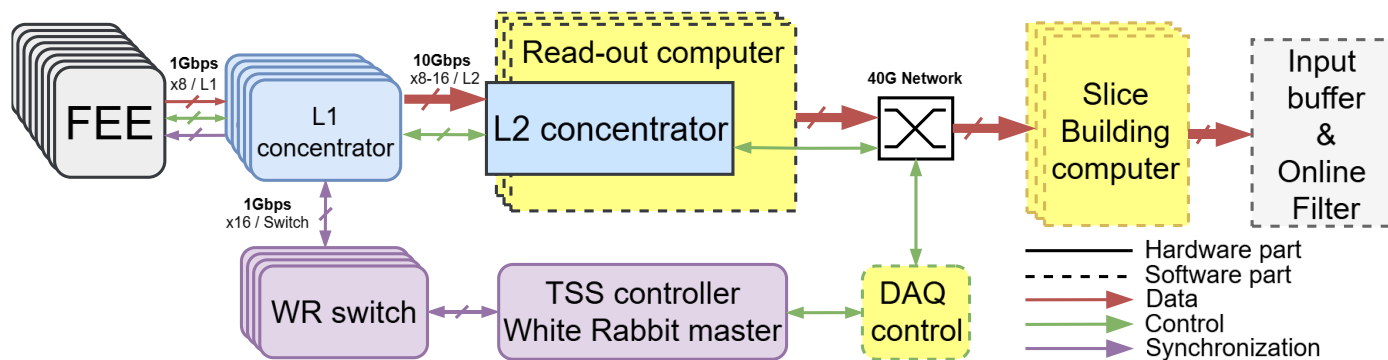 FEE
1Gbps
x8 / L1
L1
concentrator
10Gbps
x8-16 / L2
Read-out computer
L2 concentrator
40G Network
Slice
Building
computer
Input
buffer
&
Online
Filter
1Gbps
x16 / Switch
WR switch
TSS controller
White Rabbit master
DAQ
control
Hardware part
Software part
Data
Control
Synchronization